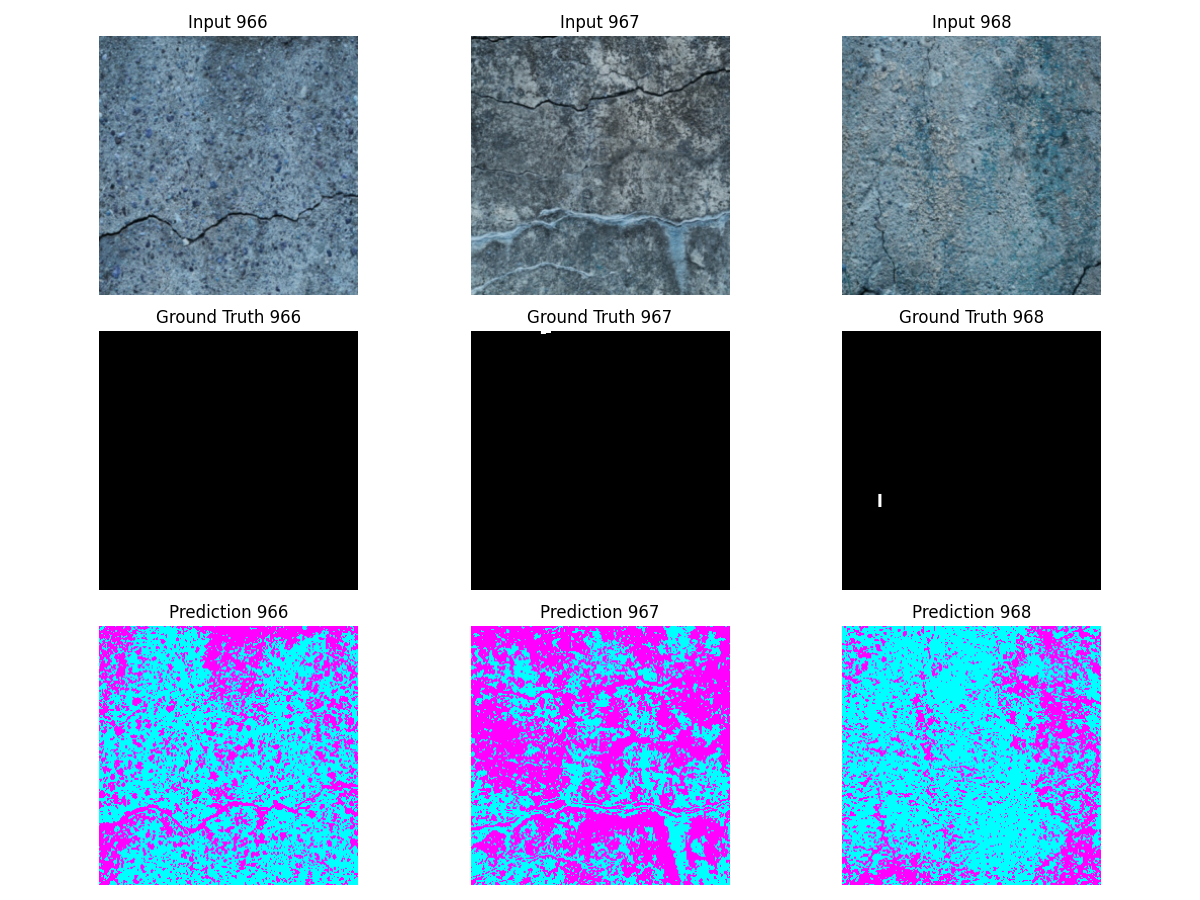 Input 966
Input 967
Input 968
Ground Truth 966
Ground Truth 967
Ground Truth 968
Prediction 966
Prediction 967
Prediction 968